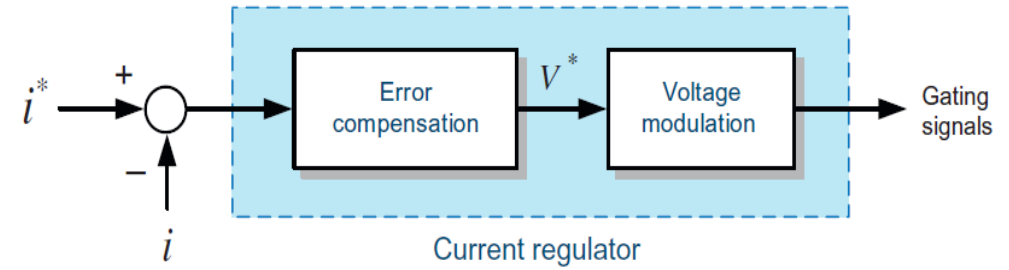 i*
+
−
i
Error
compensation
V*
Voltage
modulation
Gating
signals
Current regulator